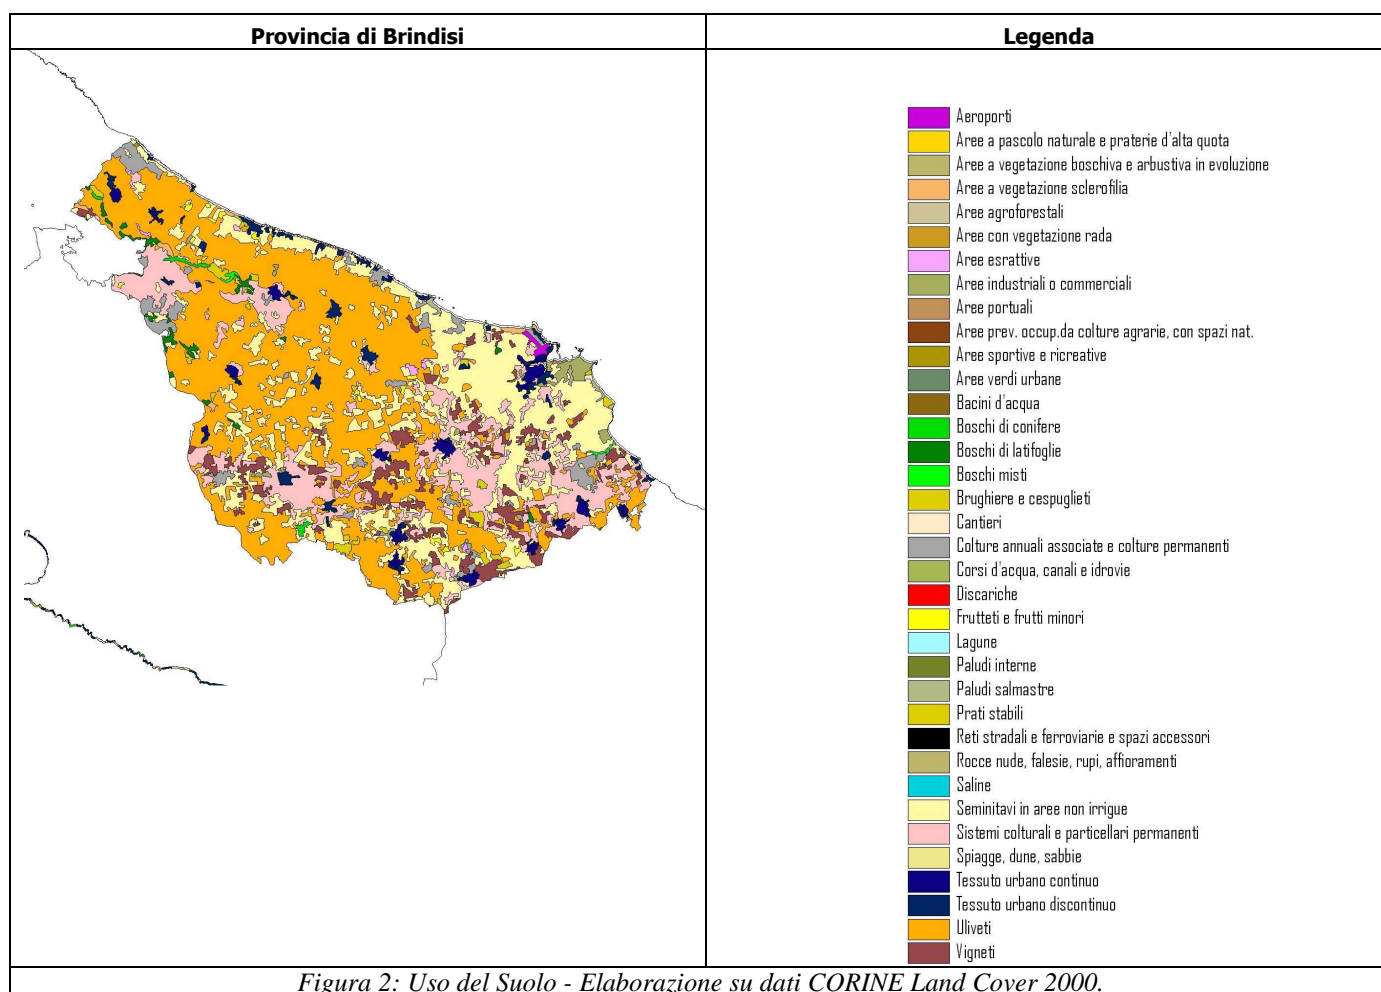 Provincia di Brindisi
Legenda
Aeroporti
Aree a pascolo naturale e praterie d'alta quota
Aree a vegetazione boschiva e arbustiva in evoluzione
Aree a vegetazione sclerofilia
Aree agroforestali
Aree con vegetazione rada
Aree esrattive
Aree industriali o commerciali
Aree portuali
Aree prev. occup.da colture agrarie, con spazi nat.
Aree sportive e ricreative
Aree verdi urbane
Bacini d'acqua
Boschi di conifere
Boschi di latifoglie
Boschi misti
Brughiere e cespuglieti
Cantieri
Colture annuali associate e colture permanenti
Corsi d'acqua, canali e idrovie
Discariche
Frutteti e frutti minori
Lagune
Paludi interne
Paludi salmastre
Prati stabili
Reti stradali e ferroviarie e spazi accessori
Rocce nude, falesie, rupi, affioramenti
Saline
Seminitavi in aree non irrigue
Sistemi colturali e particellari permanenti
Spiagge, dune, sabbie
Tessuto urbano continuo
Tessuto urbano discontinuo
Uliveti
Vigneti
Figura 2: Uso del Suolo - Elaborazione su dati CORINE Land Cover 2000.